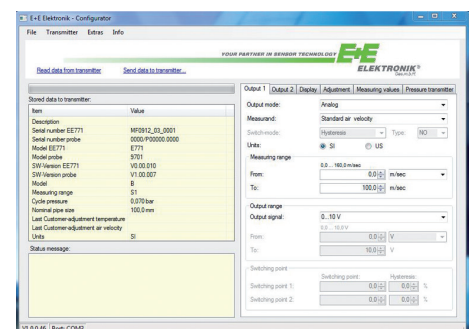 E+E Elektronik - Configurator
File Transmitter Extras Info
YOUR PARTNER IN SENSOR TECHNOLOGY
E+E
ELEKTRONIK®
Ges.m.b.H.
Read data from transmitter Send data to transmitter...
Stored data to transmitter:
Item Value
Description
Serial number EE771 MF0912_03_0001
Serial number probe 0000/P00000.0000
Model EE771 E771
Model probe 9701
SW-Version EE771 V0.00.010
SW-Version probe V1.00.007
Model B
Measuring range S1
Cycle pressure 0,070 bar
Nominal pipe size 100,0 mm
Last Customer-adjustment temperature
Last Customer-adjustment air velocity
Units SI
Status message:
Output 1 Output 2 Display Adjustment Measuring values Pressure transmitter
Output mode: Analog
Measurand: Standard air velocity
Switch-mode: Hysteresis Type: NO
Units: SI US
Measuring range
0,0 ... 160,0 m/sec
From: 0,0 m/sec
To: 100,0 m/sec
Output range
Output signal: 0...10 V
0,0 ... 10,0 V
From: 0,0 V
To: 10,0 V
Switching point
Switching point: Hysteresis:
Switching point 1: 0,0 0,0 %
Switching point 2: 0,0 0,0 %
V1.0.0.46 Port: COM3